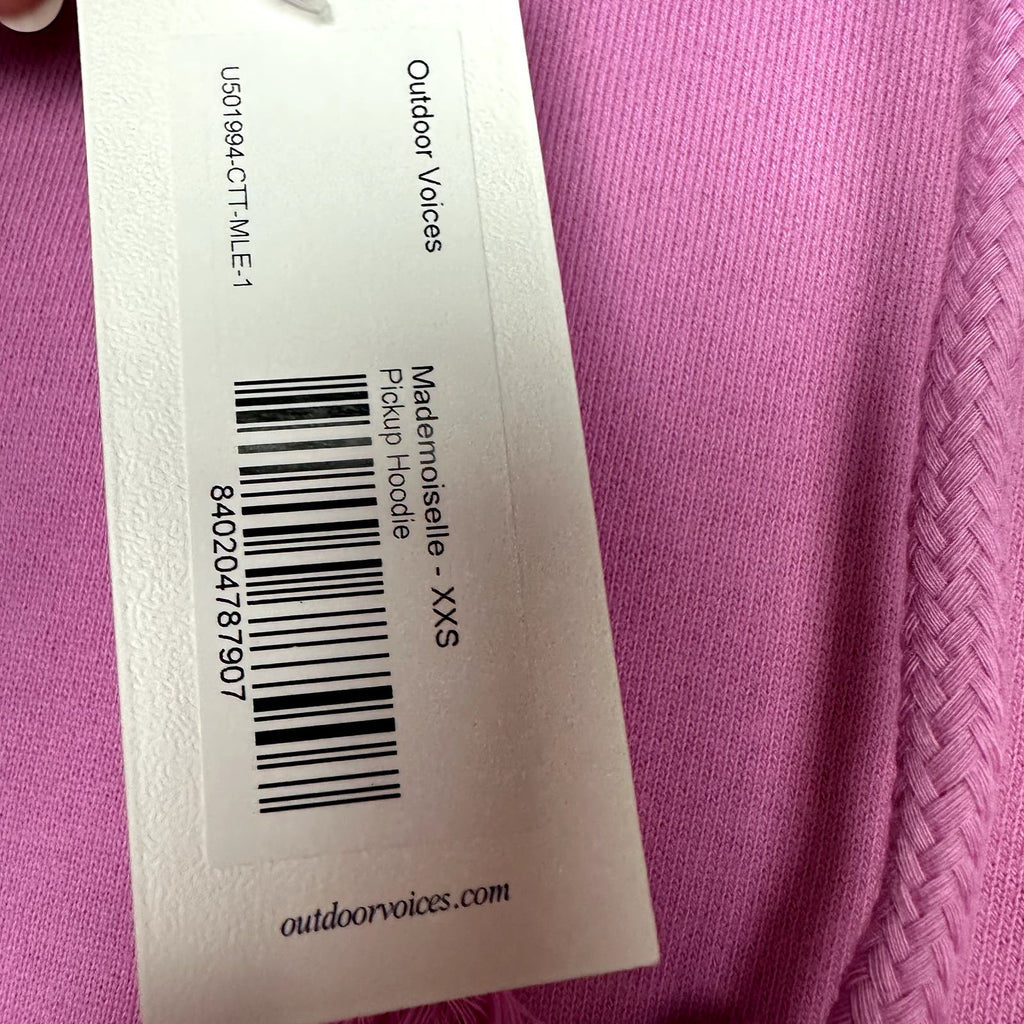 Outdoor Voices
Mademoiselle - XXS
Pickup Hoodie
840204787907
U501994-CTT-MLE-1
outdoorvoices.com